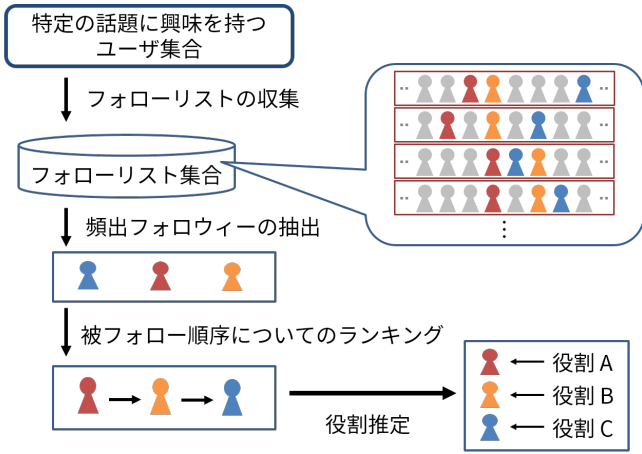 特定の話題に興味を持つ
ユーザ集合
フォローリストの収集
フォローリスト集合
頻出フォロウィーの抽出
被フォロー順序についてのランキング
役割推定
役割 A
役割 B
役割 C